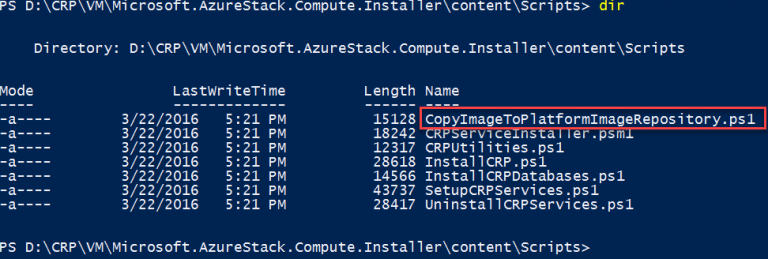 PS D:\CRP\VM\Microsoft.AzureStack.Compute.Installer\content\Scripts> dir
Directory: D:\CRP\VM\Microsoft.AzureStack.Compute.Installer\content\Scripts
Mode LastWriteTime Length Name
---- ------------- ------ ----
-a---- 3/22/2016 5:21 PM 15128 CopyImageToPlatformImageRepository.ps1
-a---- 3/22/2016 5:21 PM 18242 CRPServiceInstaller.psm1
-a---- 3/22/2016 5:21 PM 12317 CRPUtilities.ps1
-a---- 3/22/2016 5:21 PM 28618 InstallCRP.ps1
-a---- 3/22/2016 5:21 PM 14566 InstallCRPDatabases.ps1
-a---- 3/22/2016 5:21 PM 43737 SetupCRPServices.ps1
-a---- 3/22/2016 5:21 PM 28417 UninstallCRPServices.ps1
PS D:\CRP\VM\Microsoft.AzureStack.Compute.Installer\content\Scripts>